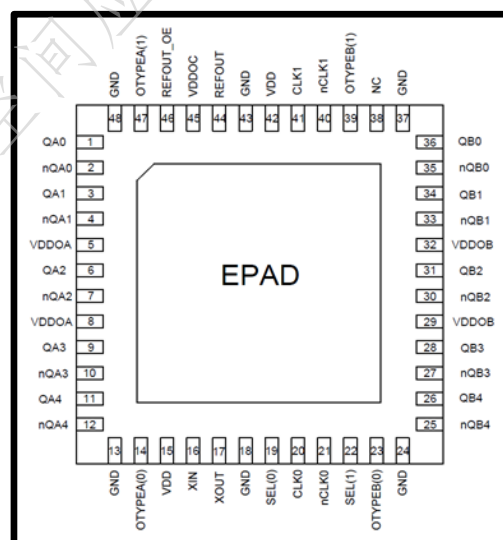 空间应
GND
OTYPEA(1)
REFOUT_OE
VDDOC
REFOUT
GND
VDD
CLK1
nCLK1
OTYPEB(1)
NC
GND
48 47 46 45 44 43 42 41 40 39 38 37
QA0 1 36 QB0
nQA0 2 35 nQB0
QA1 3 34 QB1
nQA1 4 33 nQB1
VDDOA 5 32 VDDOB
QA2 6 31 QB2
EPAD
nQA2 7 30 nQB2
VDDOA 8 29 VDDOB
QA3 9 28 QB3
nQA3 10 27 nQB3
QA4 11 26 QB4
nQA4 12 25 nQB4
13 14 15 16 17 18 19 20 21 22 23 24
GND
OTYPEA(0)
VDD
XIN
XOUT
GND
SEL(0)
CLK0
nCLK0
SEL(1)
OTYPEB(0)
GND